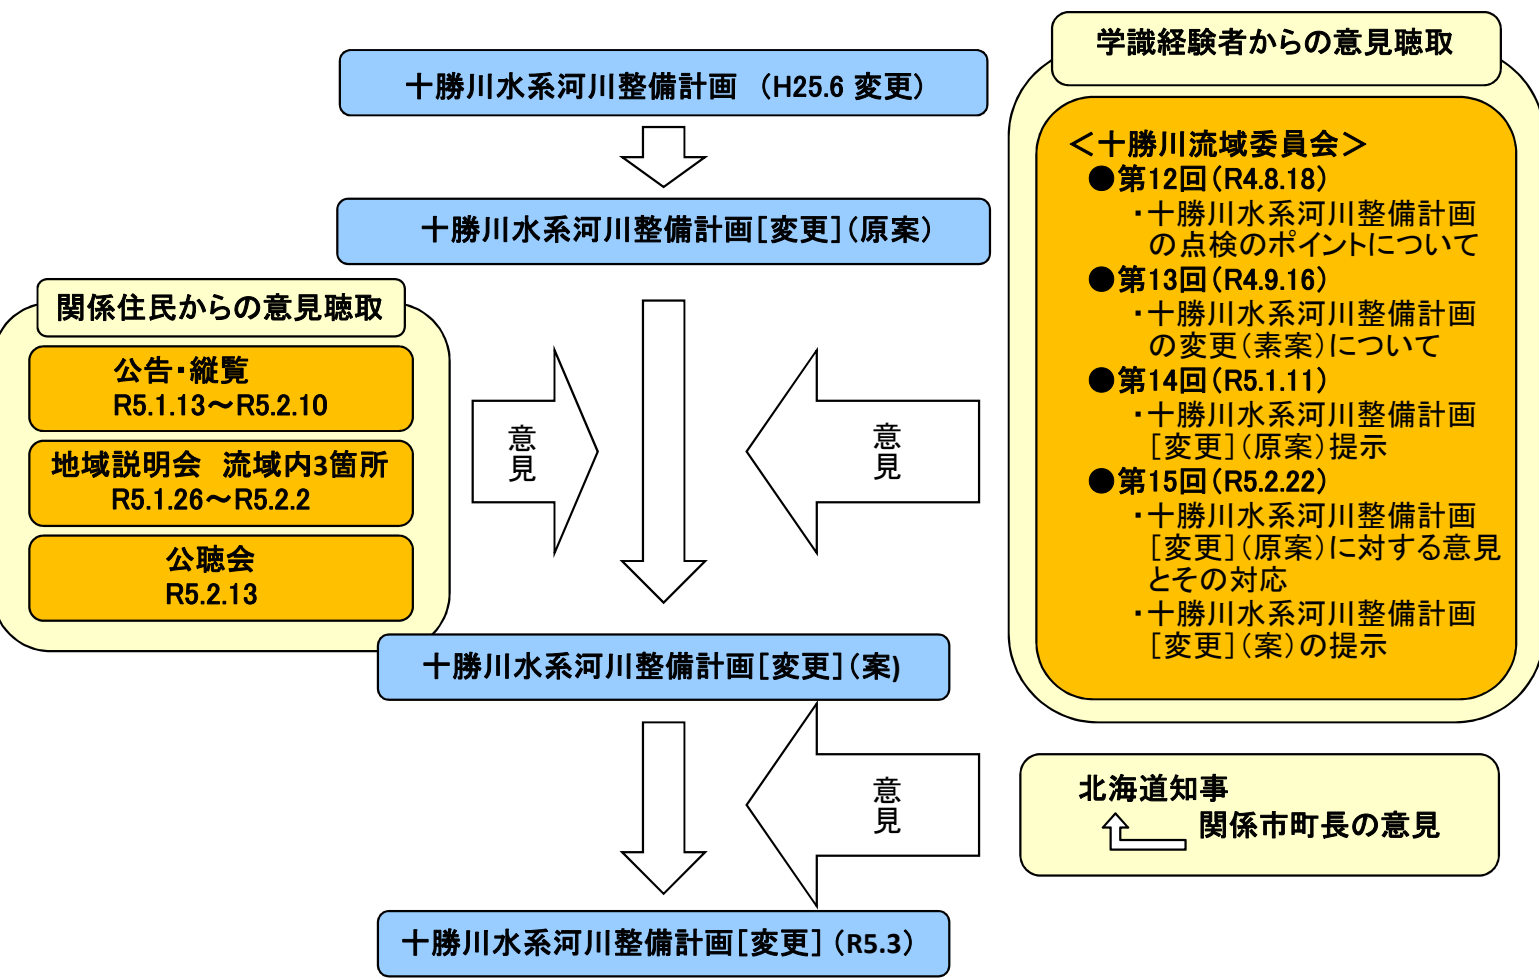 十勝川水系河川整備計画 (H25.6 変更)
十勝川水系河川整備計画[変更](原案)
関係住民からの意見聴取
公告・縦覧
R5.1.13～R5.2.10
地域説明会 流域内3箇所
R5.1.26～R5.2.2
公聴会
R5.2.13
意見
意見
学識経験者からの意見聴取
＜十勝川流域委員会＞
●第12回(R4.8.18)
・十勝川水系河川整備計画
の点検のポイントについて
●第13回(R4.9.16)
・十勝川水系河川整備計画
の変更(素案)について
●第14回(R5.1.11)
・十勝川水系河川整備計画
[変更](原案)提示
●第15回(R5.2.22)
・十勝川水系河川整備計画
[変更](原案)に対する意見
とその対応
・十勝川水系河川整備計画
[変更](案)の提示
十勝川水系河川整備計画[変更](案)
意見
北海道知事
関係市町長の意見
十勝川水系河川整備計画[変更] (R5.3)